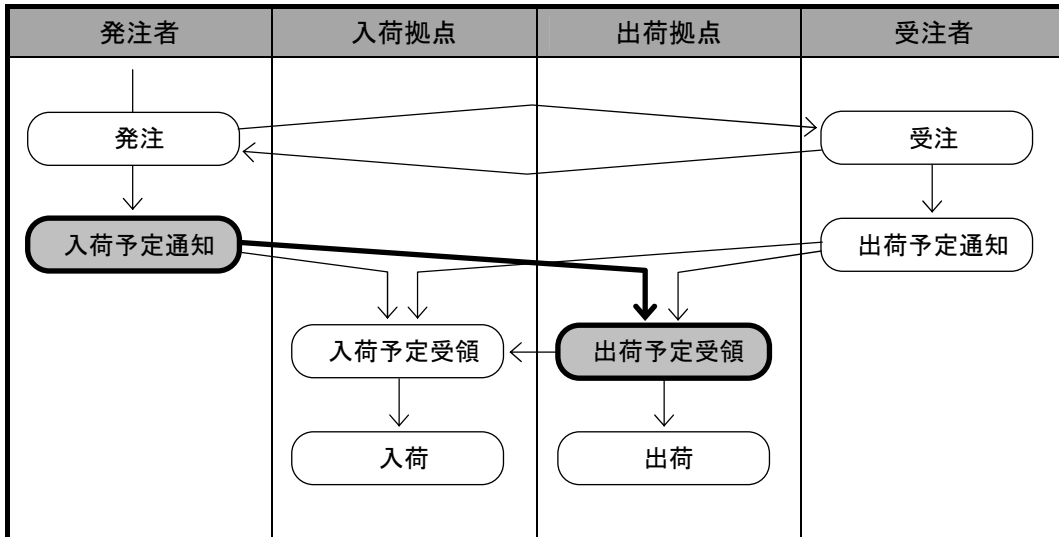 発注者 入荷拠点 出荷拠点 受注者
発注 受注
入荷予定通知 出荷予定通知
入荷予定受領 出荷予定受領
入荷 出荷